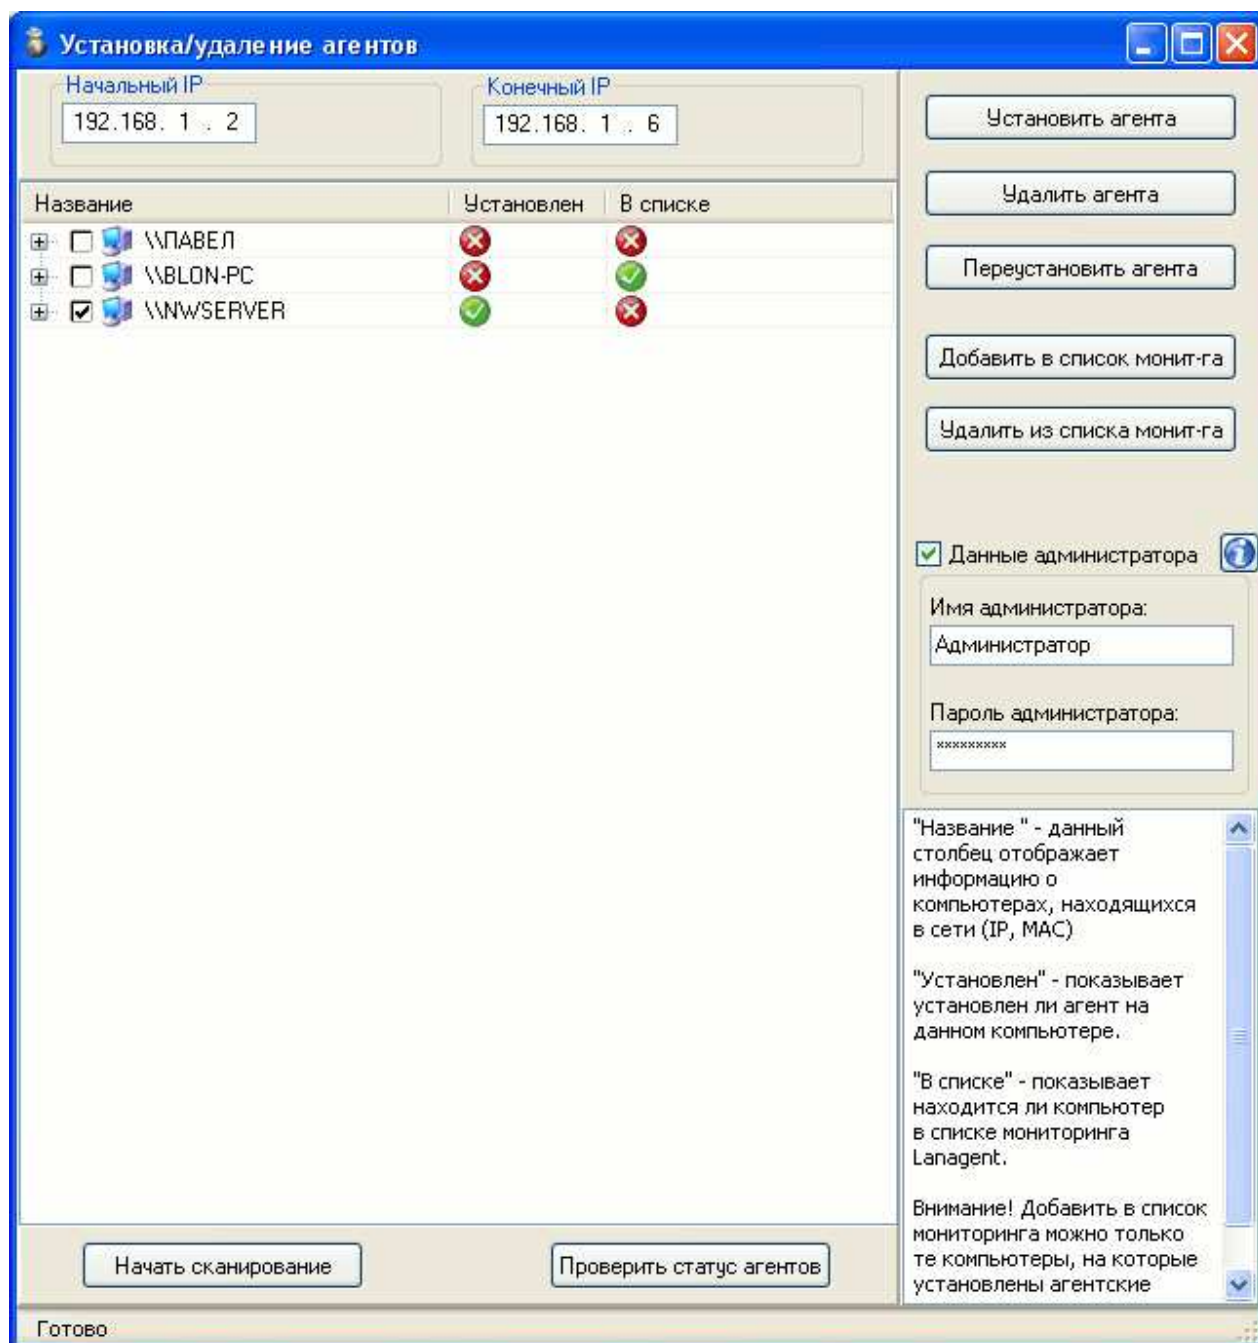 Установка/удаление агентов
Начальный IP
192.168. 1 . 2
Конечный IP
192.168. 1 . 6
Название Установлен В списке
\\ПАВЕЛ
\\BLON-PC
\\NWSERVER
Начать сканирование
Проверить статус агентов
Установить агента
Удалить агента
Переустановить агента
Добавить в список монит-га
Удалить из списка монит-га
Данные администратора
Имя администратора:
Администратор
Пароль администратора:
*********
"Название " - данный
столбец отображает
информацию о
компьютерах, находящихся
в сети (IP, MAC)
"Установлен" - показывает
установлен ли агент на
данном компьютере.
"В списке" - показывает
находится ли компьютер
в списке мониторинга
Lanagent.
Внимание! Добавить в список
мониторинга можно только
те компьютеры, на которые
установлены агентские
Готово